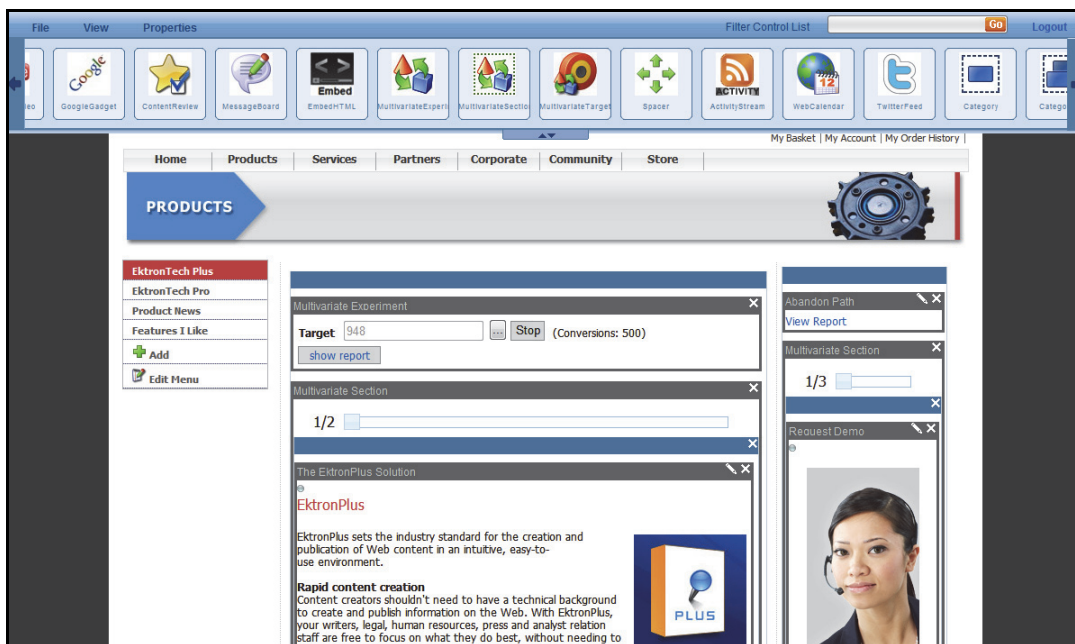 File View Properties Filter Control List Go Logout
Google
Embed
ACTIVITY
12
GoogleGadget ContentReview MessageBoard EmbedHTML MultivariateExperi MultivariateSectio MultivariateTarget Spacer ActivityStream WebCalendar TwitterFeed Category Catego
My Basket | My Account | My Order History |
Home Products Services Partners Corporate Community Store
PRODUCTS
EktronTech Plus
EktronTech Pro
Product News
Features I Like
Add
Edit Menu
Multivariate Experiment
Target 948 ... Stop (Conversions: 500)
show report
Multivariate Section
1/2
The EktronPlus Solution
EktronPlus
EktronPlus sets the industry standard for the creation and
publication of Web content in an intuitive, easy-to-
use environment.
Rapid content creation
Content creators shouldn't need to have a technical background
to create and publish information on the Web. With EktronPlus,
your writers, legal, human resources, press and analyst relation
staff are free to focus on what they do best, without needing to
PLUS
Abandon Path
View Report
Multivariate Section
1/3
Request Demo